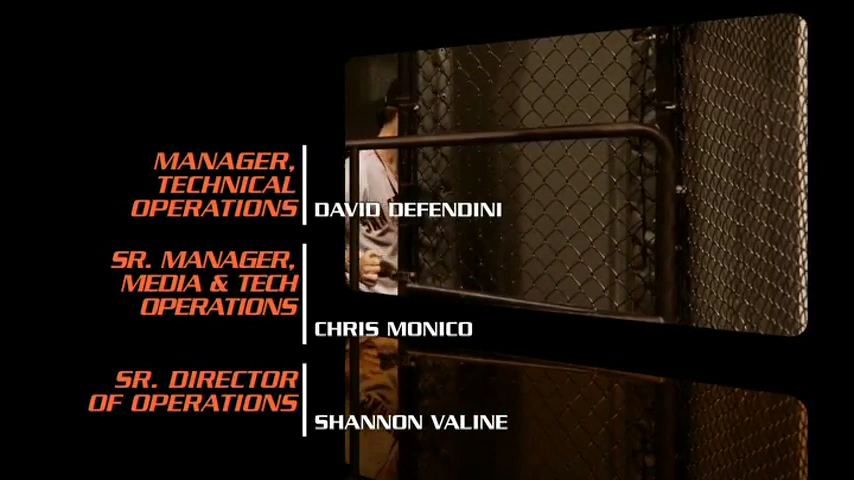 MANAGER,
TECHNICAL
OPERATIONS
DAVID DEFENDINI
SR. MANAGER,
MEDIA & TECH
OPERATIONS
CHRIS MONICO
SR. DIRECTOR
OF OPERATIONS
SHANNON VALINE